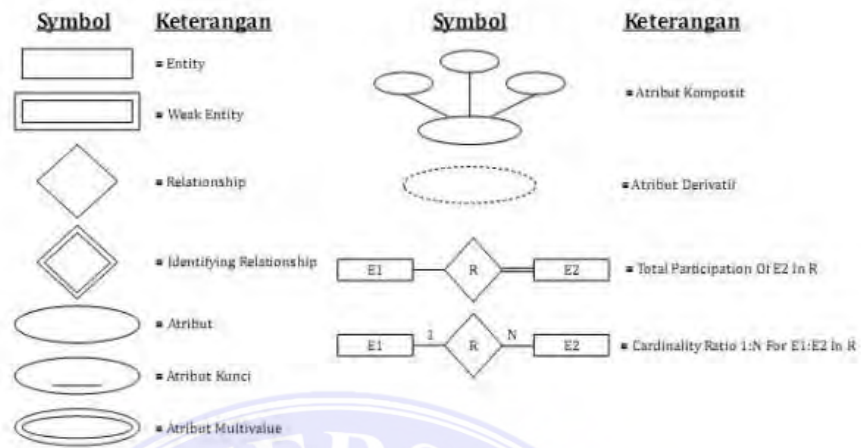 Symbol Keterangan
= Entity
= Weak Entity
= Relationship
= Identifying Relationship
= Atribut
= Atribut Kunci
= Atribut Multivalue
Symbol Keterangan
= Atribut Komposit
= Atribut Derivatif
E1 R E2 = Total Participation Of E2 In R
E1 1 R N E2 = Cardinality Ratio 1:N For E1:E2 In R